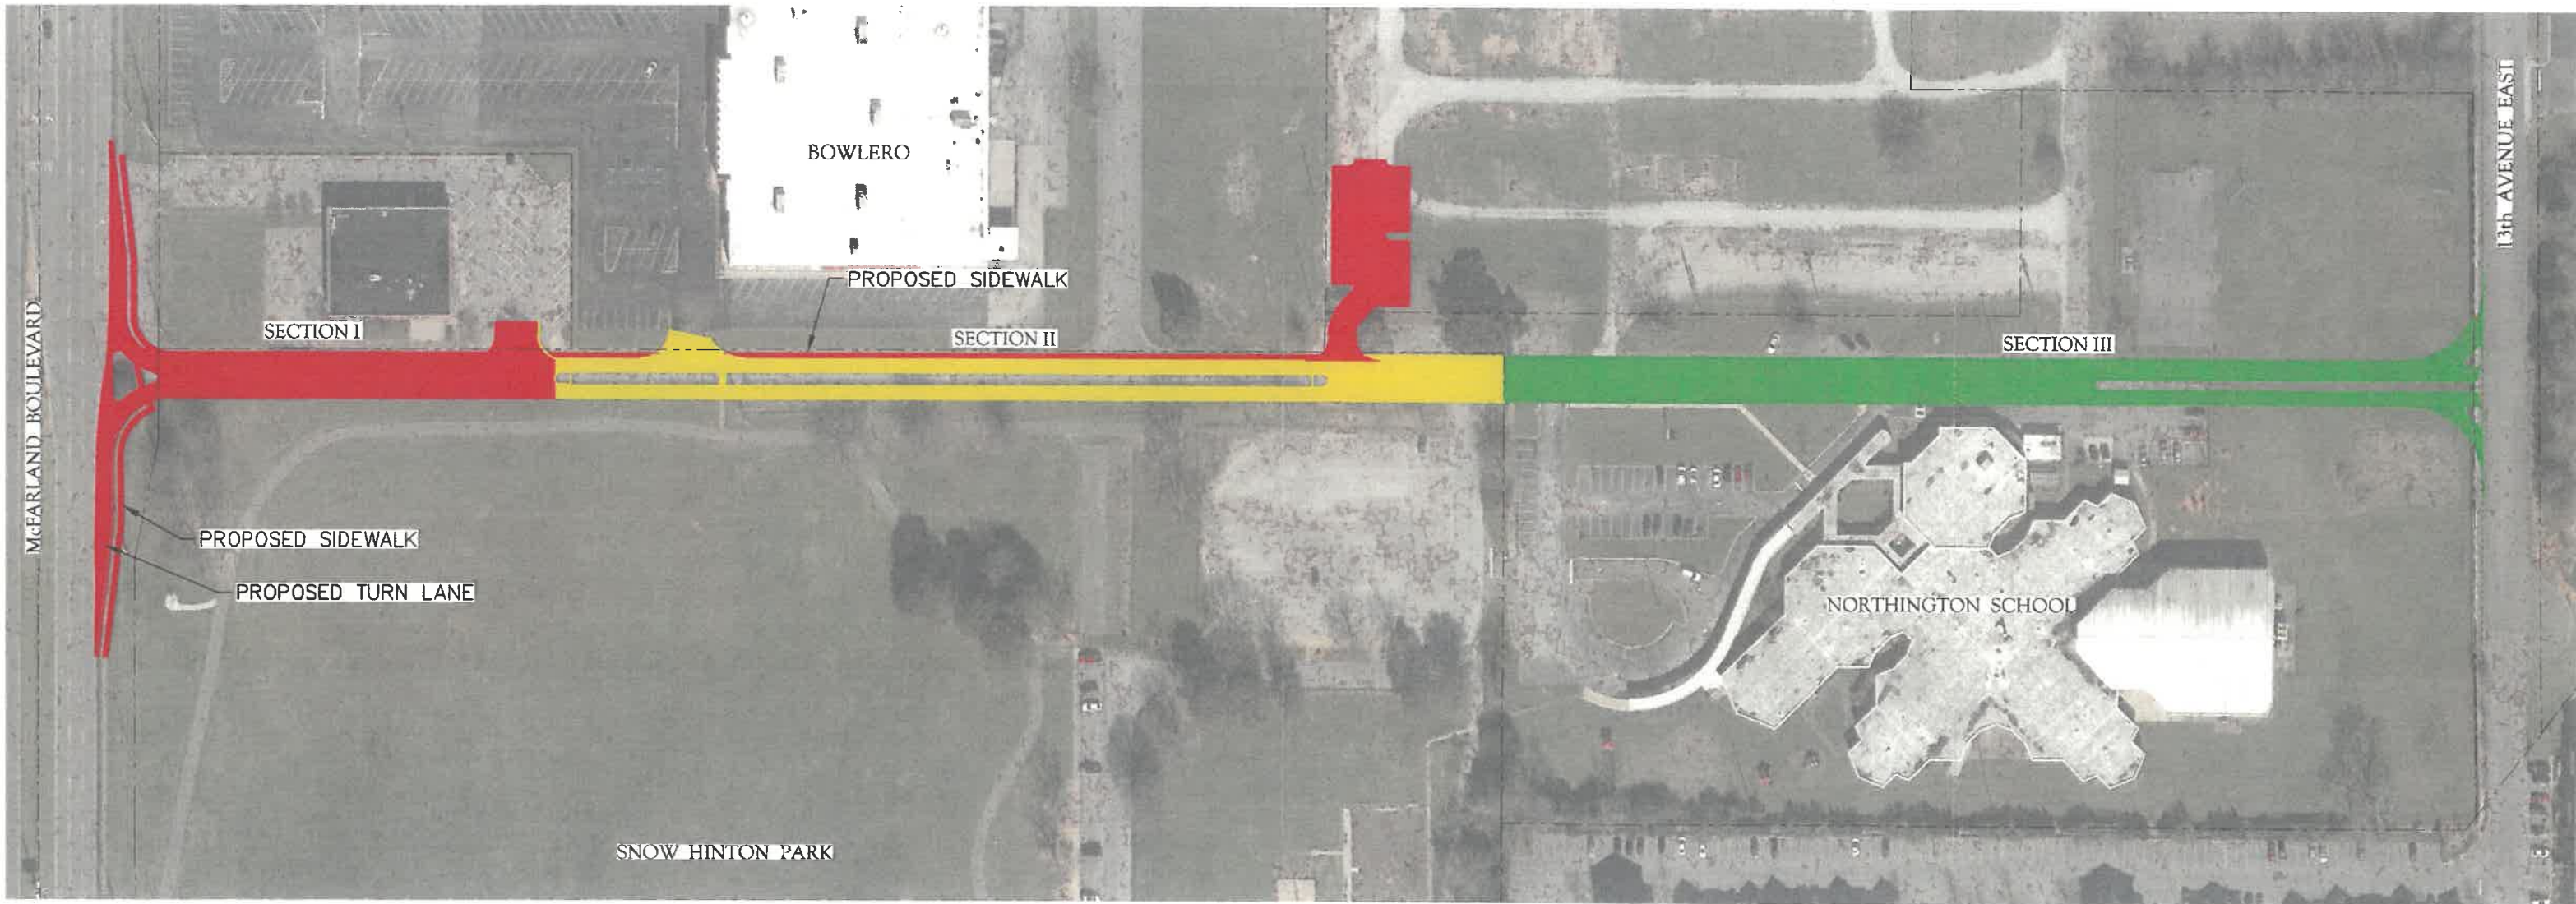 BOWLERO
PROPOSED SIDEWALK
SECTION I
SECTION II
SECTION III
McFARLAND BOULEVARD
13th AVENUE EAST
PROPOSED SIDEWALK
PROPOSED TURN LANE
NORTHINGTON SCHOOL
SNOW HINTON PARK